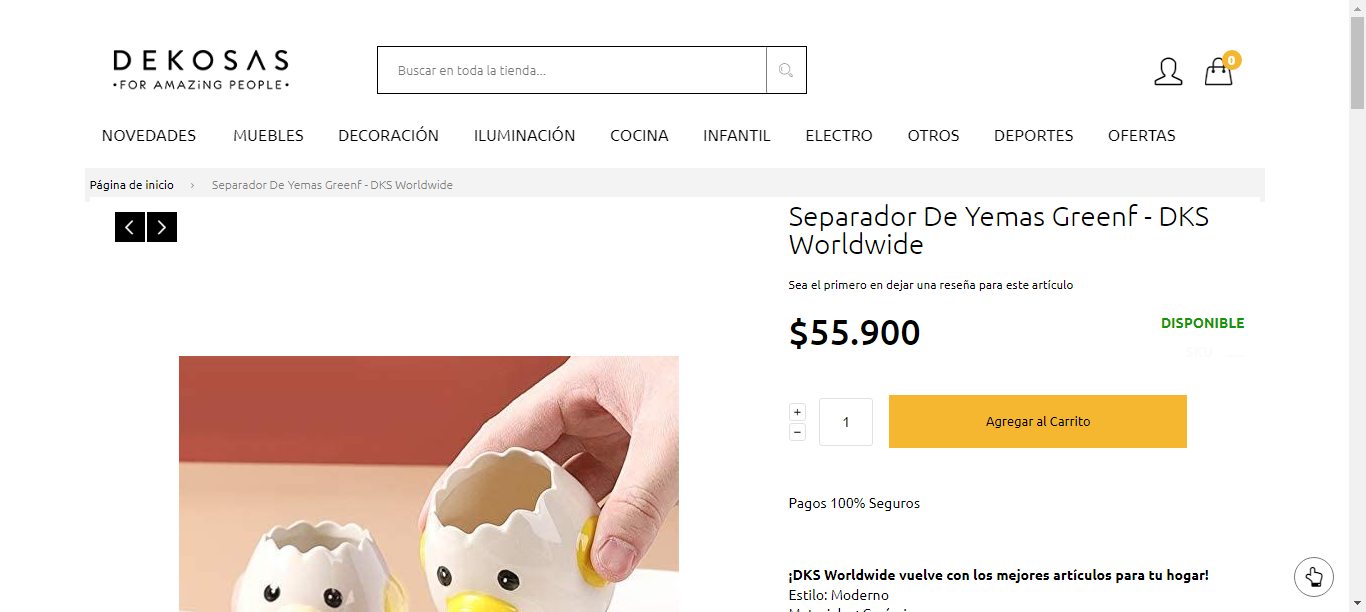 DEKOSAS
•FOR AMAZiNG PEOPLE•
Buscar en toda la tienda...
0
NOVEDADES MUEBLES DECORACIÓN ILUMINACIÓN COCINA INFANTIL ELECTRO OTROS DEPORTES OFERTAS
Página de inicio › Separador De Yemas Greenf - DKS Worldwide
Separador De Yemas Greenf - DKS
Worldwide
Sea el primero en dejar una reseña para este artículo
$55.900
DISPONIBLE
SKU
+
1
−
Agregar al Carrito
Pagos 100% Seguros
¡DKS Worldwide vuelve con los mejores artículos para tu hogar!
Estilo: Moderno